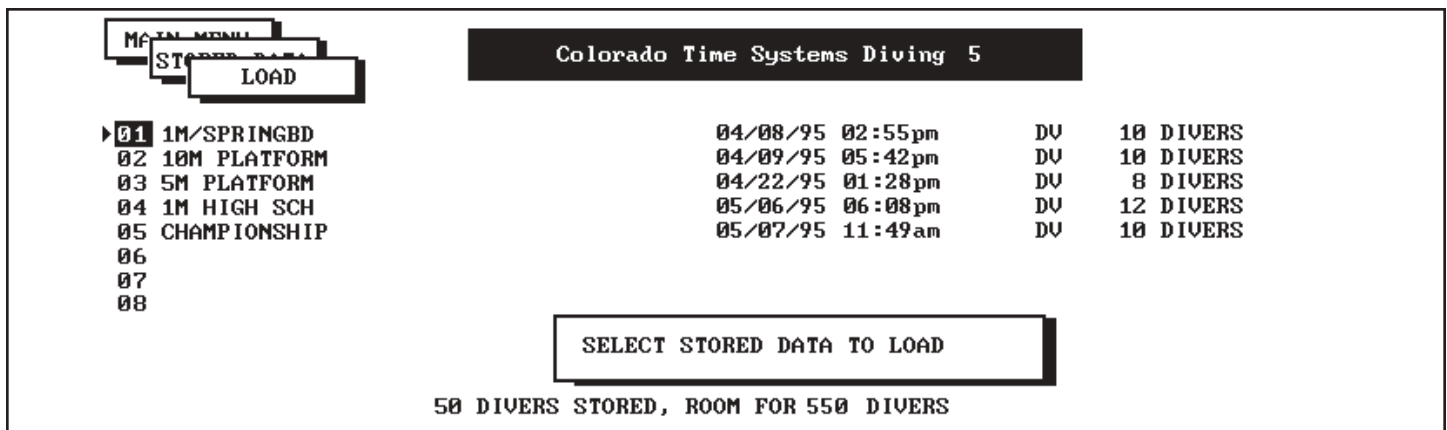 MAIN MENU
STORED DATA
LOAD
Colorado Time Systems Diving 5
01 1M/SPRINGBD 04/08/95 02:55pm DV 10 DIVERS
02 10M PLATFORM 04/09/95 05:42pm DV 10 DIVERS
03 5M PLATFORM 04/22/95 01:28pm DV 8 DIVERS
04 1M HIGH SCH 05/06/95 06:08pm DV 12 DIVERS
05 CHAMPIONSHIP 05/07/95 11:49am DV 10 DIVERS
06
07
08
SELECT STORED DATA TO LOAD
50 DIVERS STORED, ROOM FOR 550 DIVERS